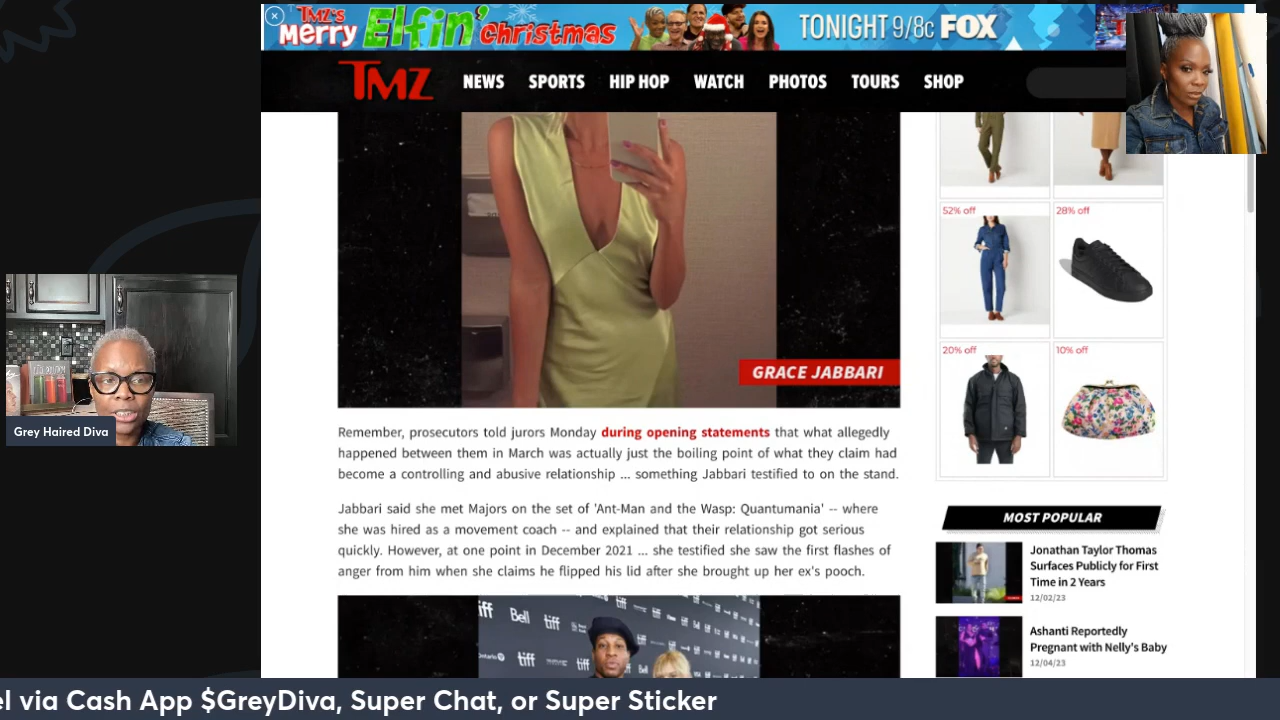 TMZ'S
Merry Elfin' Christmas
TONIGHT 9/8c FOX
TMZ
NEWS SPORTS HIP HOP WATCH PHOTOS TOURS SHOP
GRACE JABBARI
Remember, prosecutors told jurors Monday during opening statements that what allegedly
happened between them in March was actually just the boiling point of what they claim had
become a controlling and abusive relationship ... something Jabbari testified to on the stand.
Jabbari said she met Majors on the set of 'Ant-Man and the Wasp: Quantumania' -- where
she was hired as a movement coach -- and explained that their relationship got serious
quickly. However, at one point in December 2021 ... she testified she saw the first flashes of
anger from him when she claims he flipped his lid after she brought up her ex's pooch.
tiff Bell tiff
tiff
52% off 28% off
20% off 10% off
MOST POPULAR
Jonathan Taylor Thomas
Surfaces Publicly for First
Time in 2 Years
12/02/23
Ashanti Reportedly
Pregnant with Nelly's Baby
12/04/23
Grey Haired Diva
el via Cash App $GreyDiva, Super Chat, or Super Sticker